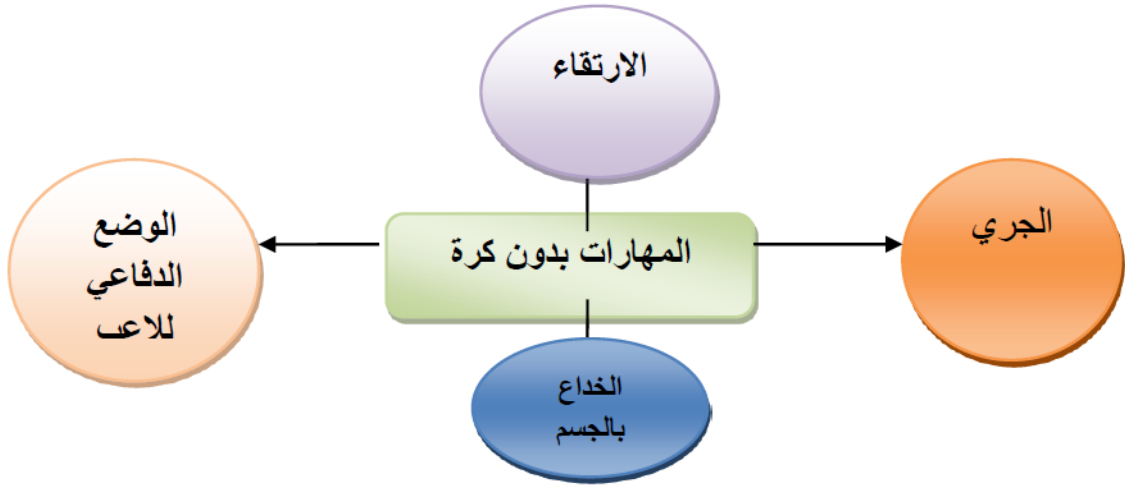 الارتقاء
الجري
المهارات بدون كرة
الوضع
الدفاعي
للاعب
الخداع
بالجسم